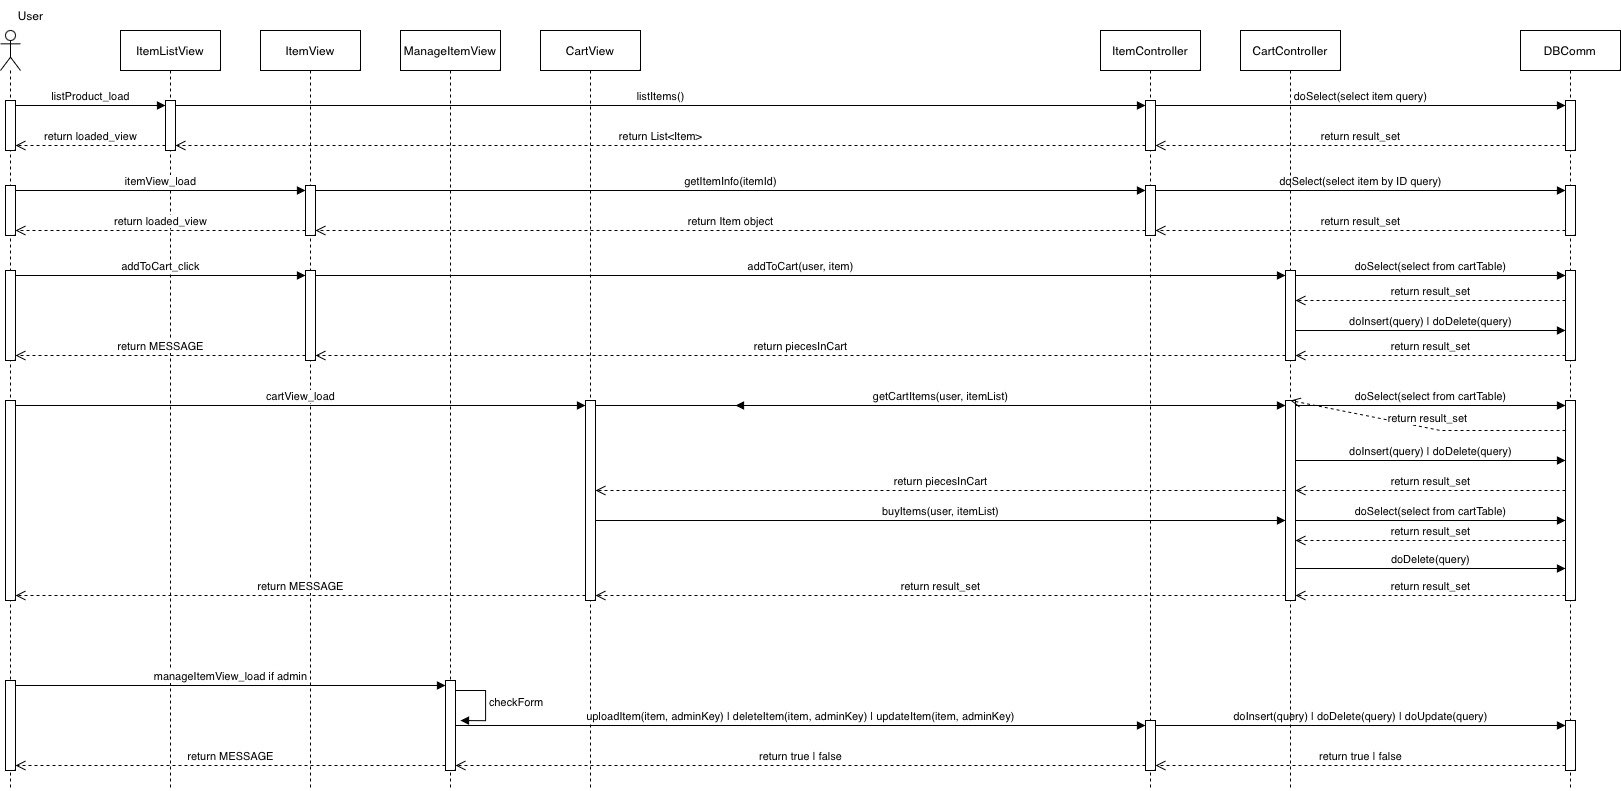 User
ItemListView
ItemView
ManageItemView
CartView
ItemController
CartController
DBComm
listProduct_load
listItems()
doSelect(select item query)
return loaded_view
return List<Item>
return result_set
itemView_load
getItemInfo(itemId)
doSelect(select item by ID query)
return loaded_view
return Item object
return result_set
addToCart_click
addToCart(user, item)
doSelect(select from cartTable)
return result_set
doInsert(query) | doDelete(query)
return MESSAGE
return piecesInCart
return result_set
cartView_load
getCartItems(user, itemList)
doSelect(select from cartTable)
return result_set
doInsert(query) | doDelete(query)
return piecesInCart
return result_set
buyItems(user, itemList)
doSelect(select from cartTable)
return result_set
doDelete(query)
return MESSAGE
return result_set
return result_set
manageItemView_load if admin
checkForm
uploadItem(item, adminKey) | deleteItem(item, adminKey) | updateItem(item, adminKey)
doInsert(query) | doDelete(query) | doUpdate(query)
return MESSAGE
return true | false
return true | false